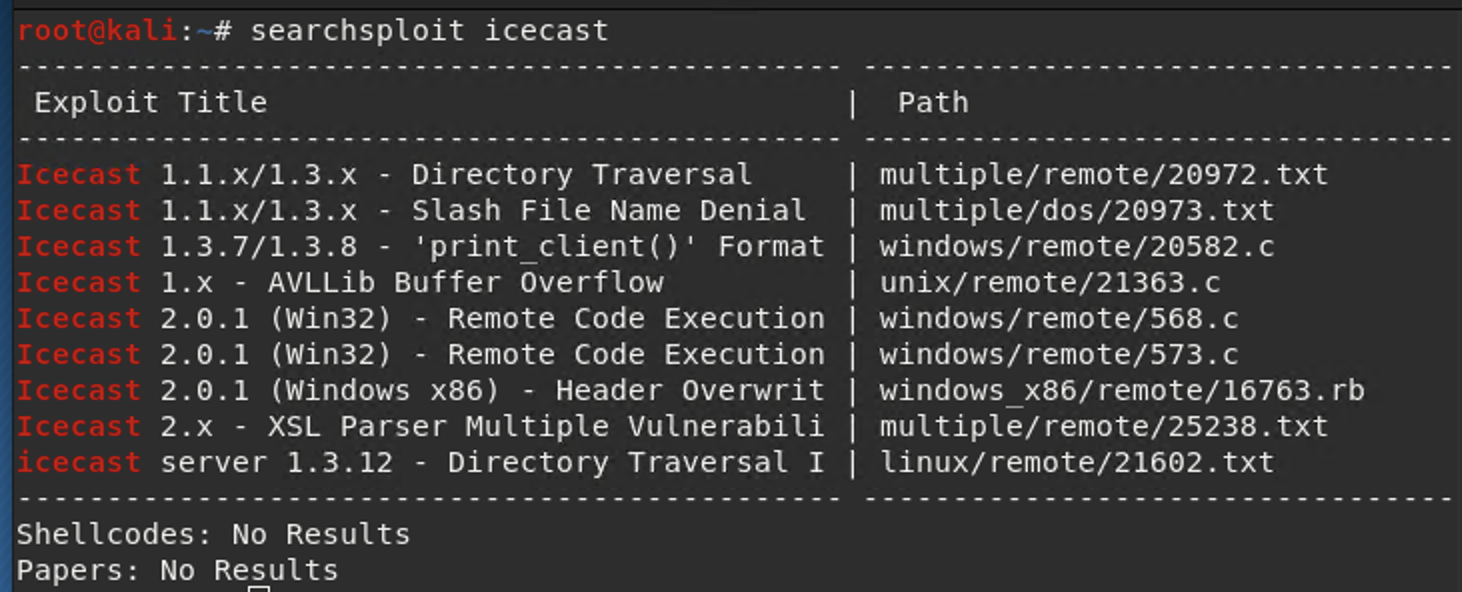 root@kali:~# searchsploit icecast
---------------------------------------------- ---------------------------------
 Exploit Title                                |  Path
---------------------------------------------- ---------------------------------
Icecast 1.1.x/1.3.x - Directory Traversal     | multiple/remote/20972.txt
Icecast 1.1.x/1.3.x - Slash File Name Denial  | multiple/dos/20973.txt
Icecast 1.3.7/1.3.8 - 'print_client()' Format | windows/remote/20582.c
Icecast 1.x - AVLLib Buffer Overflow          | unix/remote/21363.c
Icecast 2.0.1 (Win32) - Remote Code Execution | windows/remote/568.c
Icecast 2.0.1 (Win32) - Remote Code Execution | windows/remote/573.c
Icecast 2.0.1 (Windows x86) - Header Overwrit | windows_x86/remote/16763.rb
Icecast 2.x - XSL Parser Multiple Vulnerabili | multiple/remote/25238.txt
icecast server 1.3.12 - Directory Traversal I | linux/remote/21602.txt
---------------------------------------------- ---------------------------------
Shellcodes: No Results
Papers: No Results